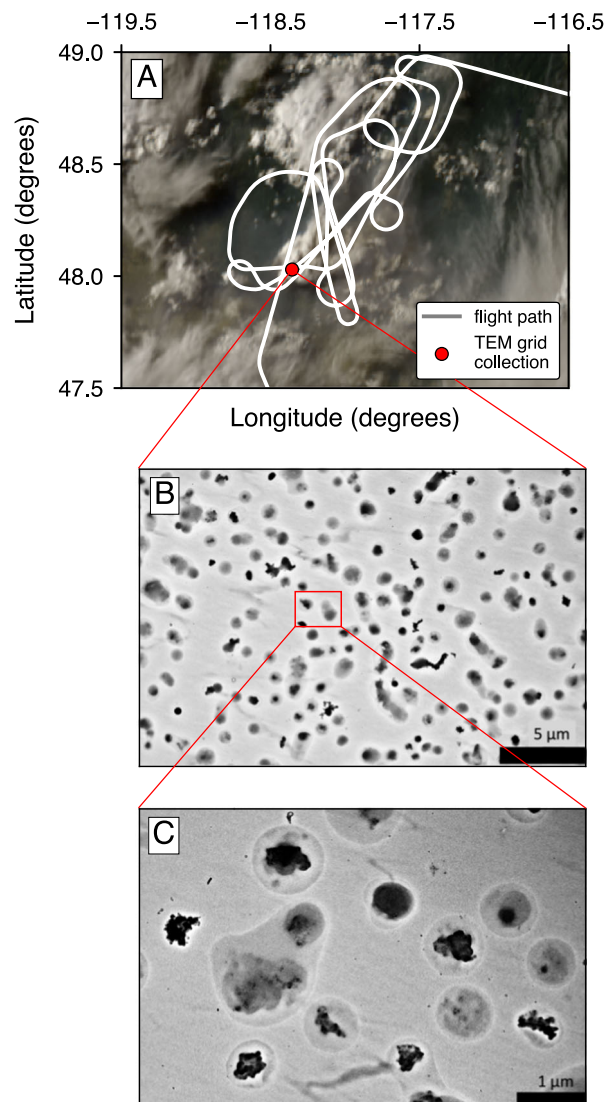 −119.5 −118.5 −117.5 −116.5
49.0
A
48.5
48.0
47.5
Latitude (degrees)
flight path
TEM grid
collection
Longitude (degrees)
B
5 μm
C
1 μm